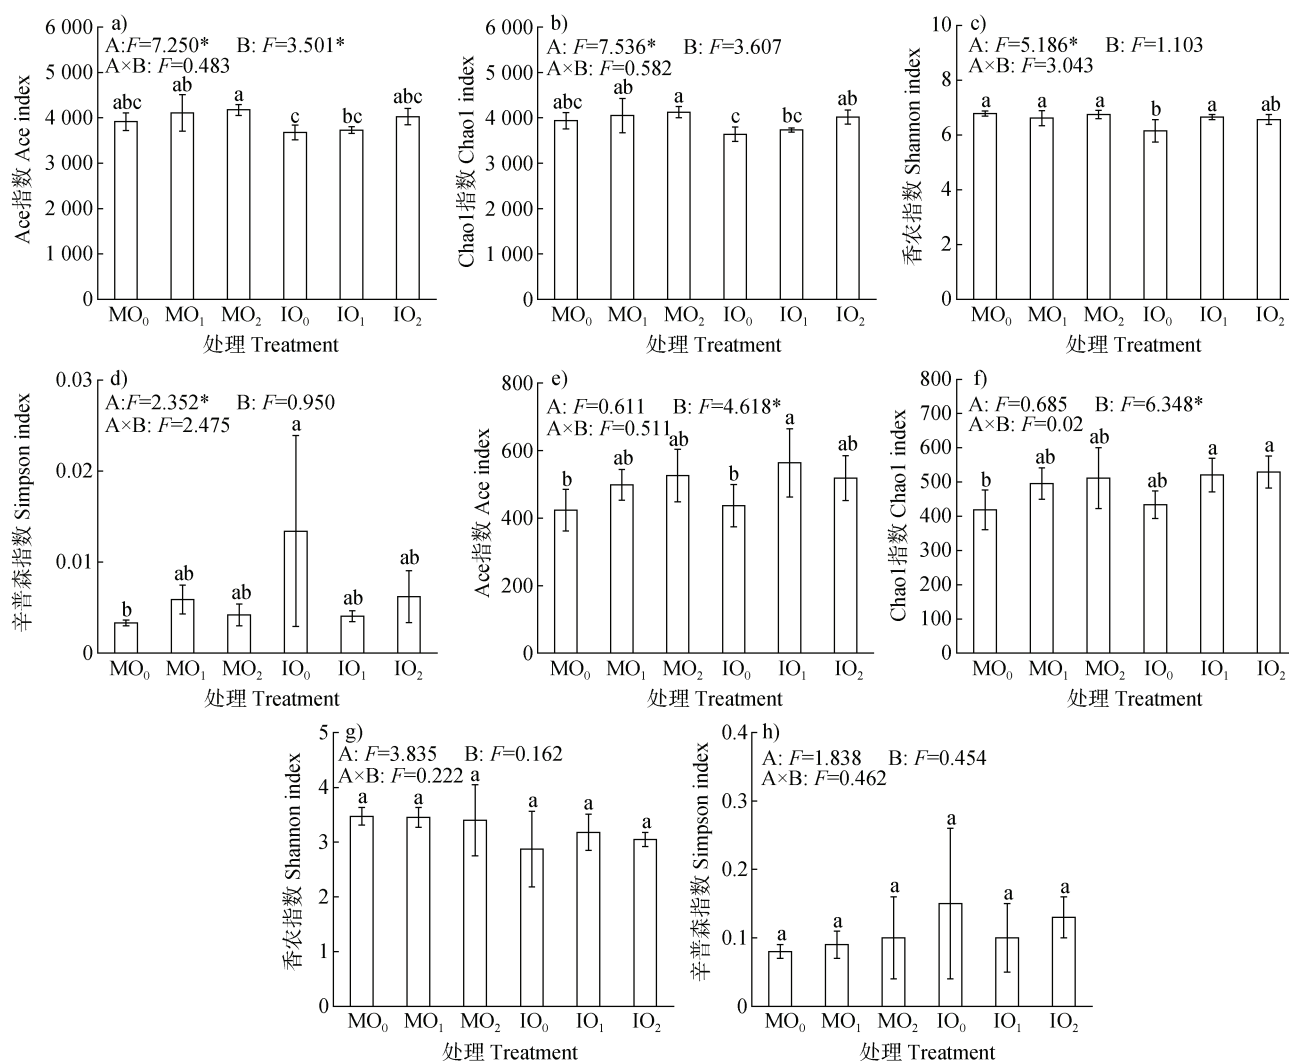 a)
A:F=7.250* B: F=3.501*
A×B: F=0.483
6 000
5 000
4 000
3 000
2 000
1 000
0
abc ab a c bc abc
Ace指数 Ace index
MO₀ MO₁ MO₂ IO₀ IO₁ IO₂
处理 Treatment
b)
A: F=7.536* B: F=3.607
A×B: F=0.582
6 000
5 000
4 000
3 000
2 000
1 000
0
abc ab a c bc ab
Chao1指数 Chao1 index
MO₀ MO₁ MO₂ IO₀ IO₁ IO₂
处理 Treatment
c)
A: F=5.186* B: F=1.103
A×B: F=3.043
10
8
6
4
2
0
a a a b a ab
香农指数 Shannon index
MO₀ MO₁ MO₂ IO₀ IO₁ IO₂
处理 Treatment
d)
A:F=2.352* B: F=0.950
A×B: F=2.475
0.03
0.02
0.01
0
b ab ab a ab ab
辛普森指数 Simpson index
MO₀ MO₁ MO₂ IO₀ IO₁ IO₂
处理 Treatment
e)
A: F=0.611 B: F=4.618*
A×B: F=0.511
800
600
400
200
0
b ab ab b a ab
Ace指数 Ace index
MO₀ MO₁ MO₂ IO₀ IO₁ IO₂
处理 Treatment
f)
A: F=0.685 B: F=6.348*
A×B: F=0.02
800
700
600
500
400
300
200
100
0
b ab ab ab a a
Chao1指数 Chao1 index
MO₀ MO₁ MO₂ IO₀ IO₁ IO₂
处理 Treatment
g)
A: F=3.835 B: F=0.162
A×B: F=0.222
5
4
3
2
1
0
a a a a a a
香农指数 Shannon index
MO₀ MO₁ MO₂ IO₀ IO₁ IO₂
处理 Treatment
h)
A: F=1.838 B: F=0.454
A×B: F=0.462
0.4
0.3
0.2
0.1
0
a a a a a a
辛普森指数 Simpson index
MO₀ MO₁ MO₂ IO₀ IO₁ IO₂
处理 Treatment